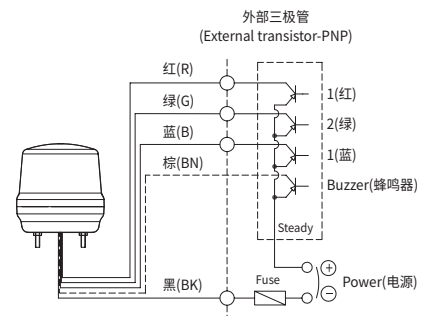 外部三极管
(External transistor-PNP)
红(R)
1(红)
绿(G)
2(绿)
蓝(B)
1(蓝)
棕(BN)
Buzzer(蜂鸣器)
Steady
黑(BK)
Fuse
+
Power(电源)
−